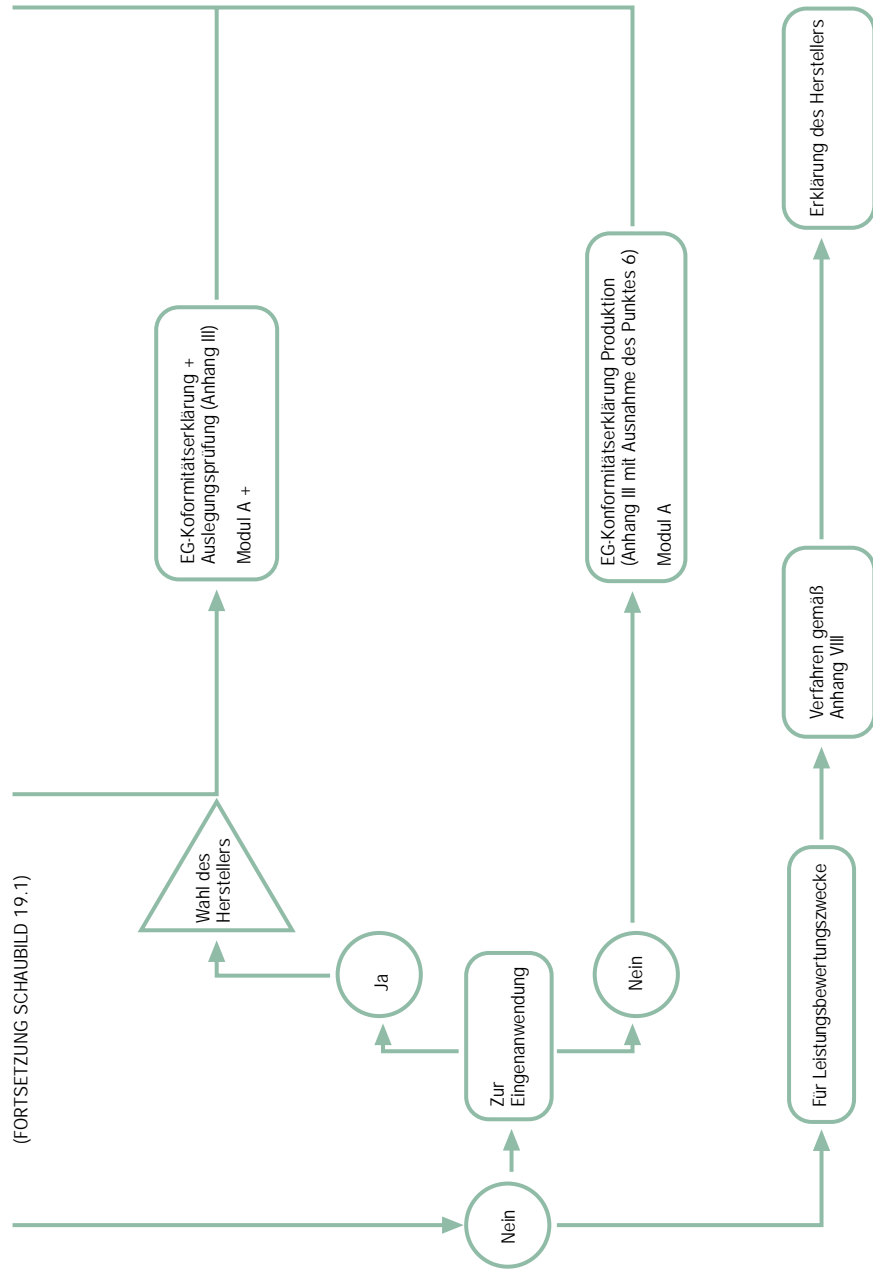 (FORTSETZUNG SCHAUBILD 19.1)
Nein
Zur
Eingenanwendung
Ja
Wahl des
Herstellers
EG-Koformitätserklärung +
Auslegungsprüfung (Anhang III)
Modul A +
Nein
EG-Konformitätserklärung Produktion
(Anhang III mit Ausnahme des Punktes 6)
Modul A
Für Leistungsbewertungszwecke
Verfahren gemäß
Anhang VIII
Erklärung des Herstellers